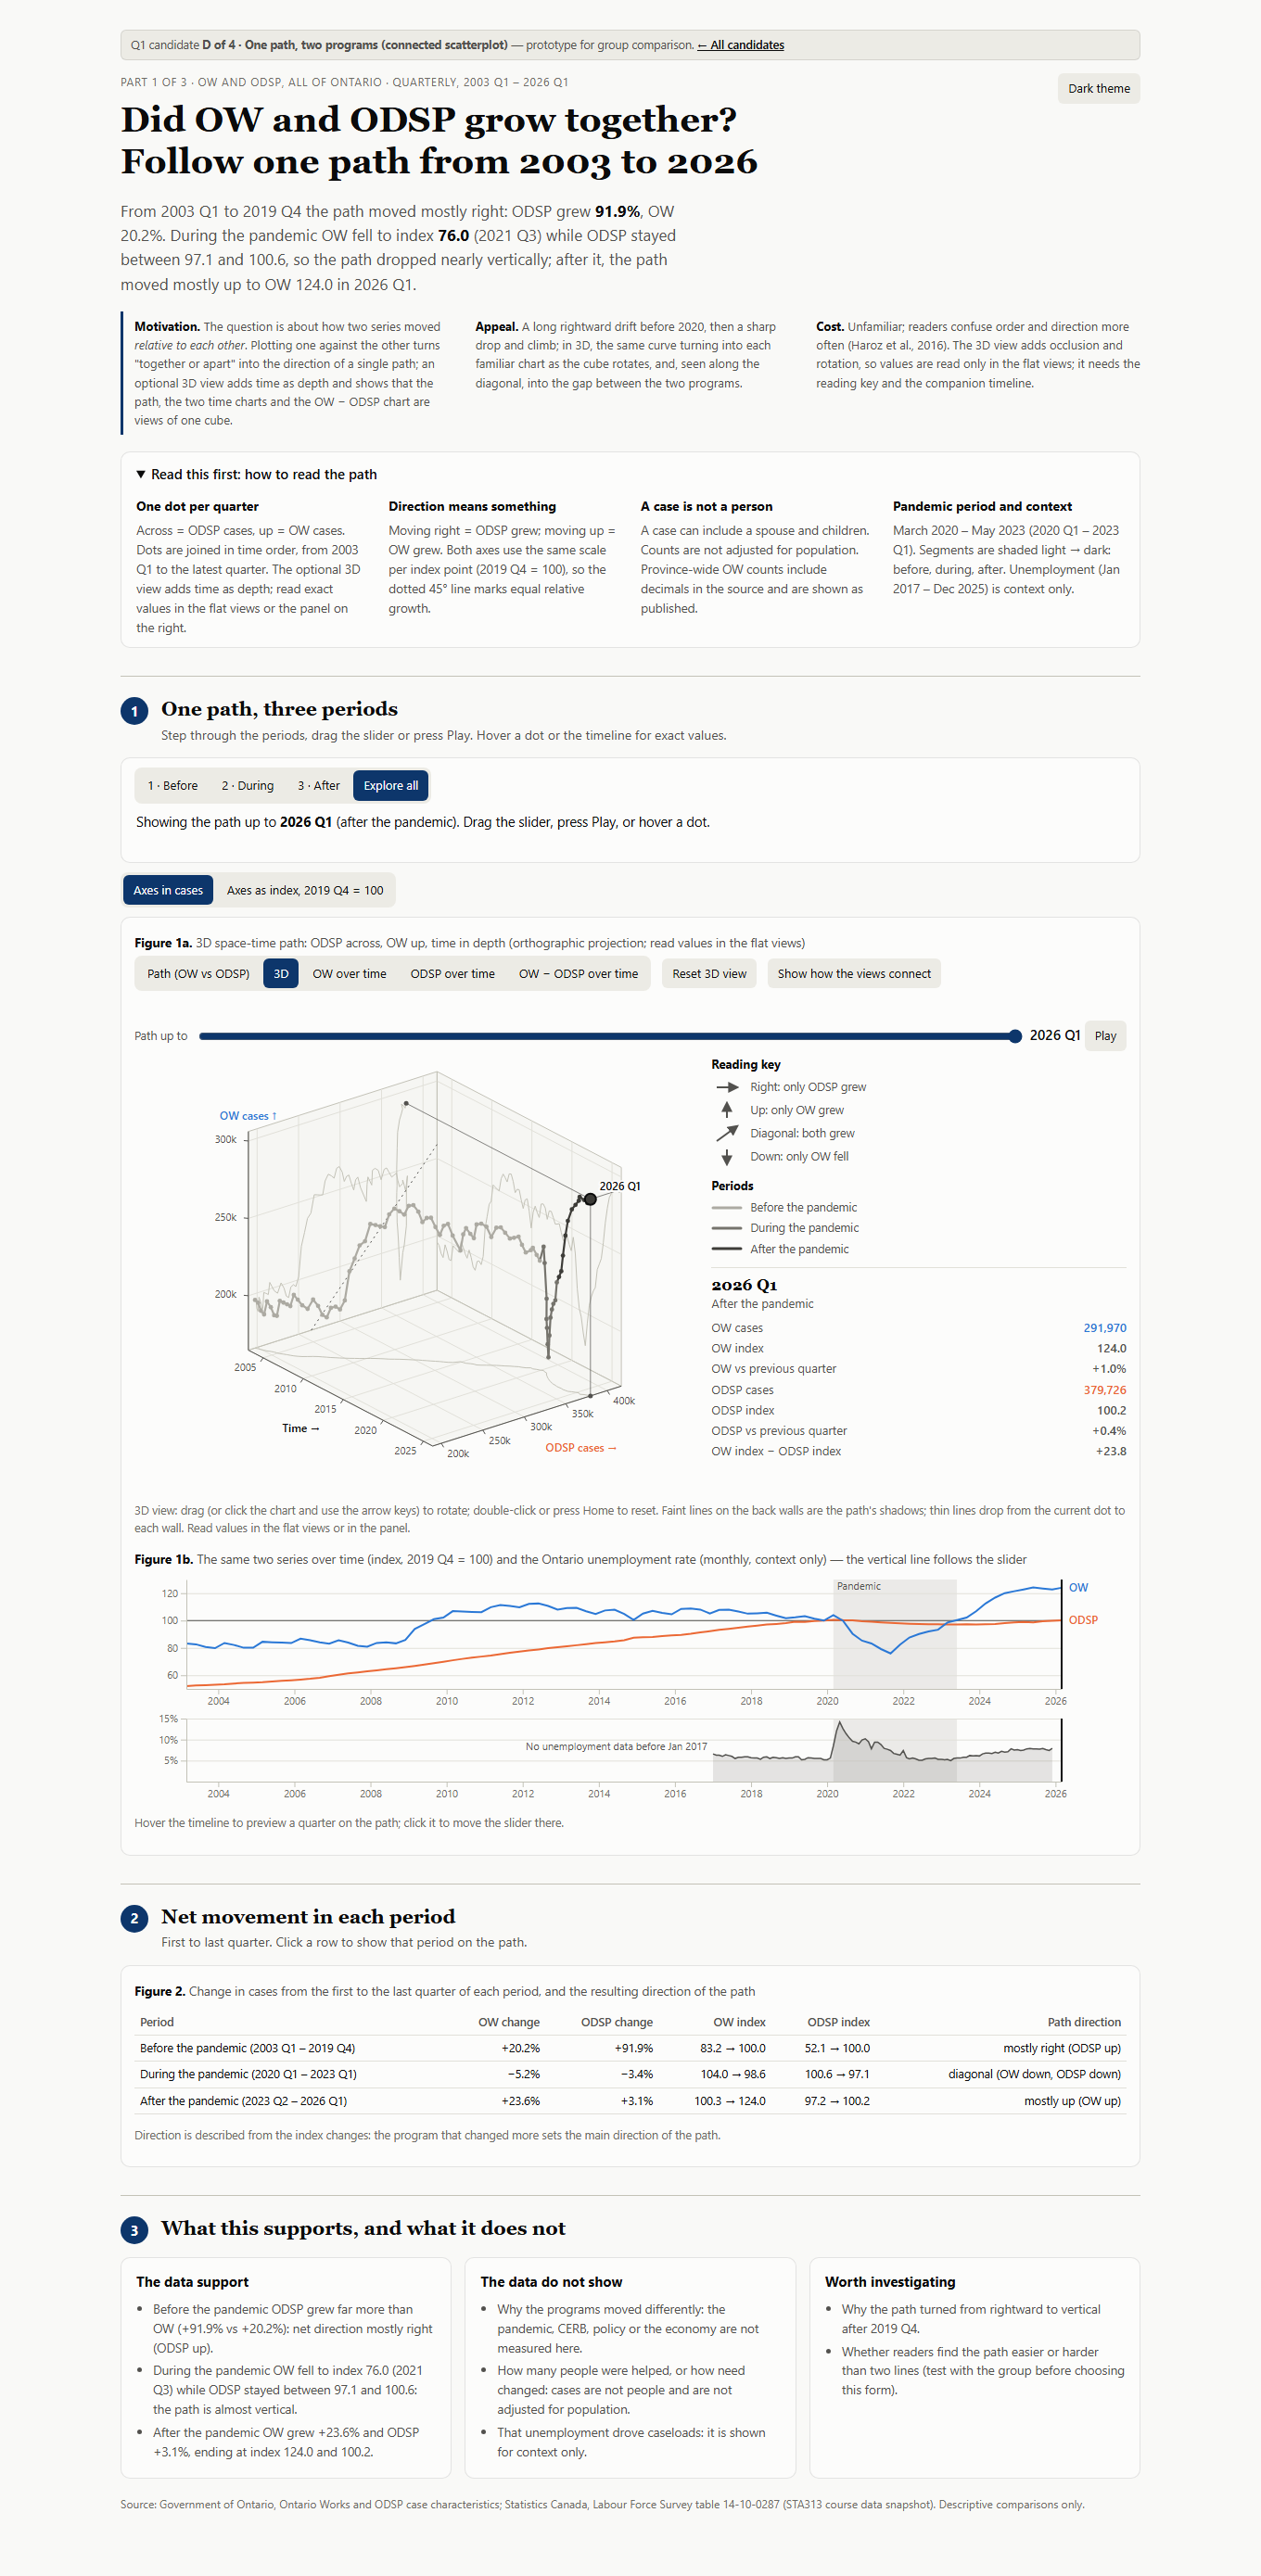 Q1 candidate D of 4 · One path, two programs (connected scatterplot) — prototype for group comparison. ← All candidates
PART 1 OF 3 · OW AND ODSP, ALL OF ONTARIO · QUARTERLY, 2003 Q1 – 2026 Q1
Dark theme
Did OW and ODSP grow together?
Follow one path from 2003 to 2026
From 2003 Q1 to 2019 Q4 the path moved mostly right: ODSP grew 91.9%, OW
20.2%. During the pandemic OW fell to index 76.0 (2021 Q3) while ODSP stayed
between 97.1 and 100.6, so the path dropped nearly vertically; after it, the path
moved mostly up to OW 124.0 in 2026 Q1.
Motivation. The question is about how two series moved
relative to each other. Plotting one against the other turns
"together or apart" into the direction of a single path; an
optional 3D view adds time as depth and shows that the
path, the two time charts and the OW − ODSP chart are
views of one cube.
Appeal. A long rightward drift before 2020, then a sharp
drop and climb; in 3D, the same curve turning into each
familiar chart as the cube rotates, and, seen along the
diagonal, into the gap between the two programs.
Cost. Unfamiliar; readers confuse order and direction more
often (Haroz et al., 2016). The 3D view adds occlusion and
rotation, so values are read only in the flat views; it needs the
reading key and the companion timeline.
▼ Read this first: how to read the path
One dot per quarter
Across = ODSP cases, up = OW cases.
Dots are joined in time order, from 2003
Q1 to the latest quarter. The optional 3D
view adds time as depth; read exact
values in the flat views or the panel on
the right.
Direction means something
Moving right = ODSP grew; moving up =
OW grew. Both axes use the same scale
per index point (2019 Q4 = 100), so the
dotted 45° line marks equal relative
growth.
A case is not a person
A case can include a spouse and children.
Counts are not adjusted for population.
Province-wide OW counts include
decimals in the source and are shown as
published.
Pandemic period and context
March 2020 – May 2023 (2020 Q1 – 2023
Q1). Segments are shaded light → dark:
before, during, after. Unemployment (Jan
2017 – Dec 2025) is context only.
1
One path, three periods
Step through the periods, drag the slider or press Play. Hover a dot or the timeline for exact values.
1 · Before 2 · During 3 · After Explore all
Showing the path up to 2026 Q1 (after the pandemic). Drag the slider, press Play, or hover a dot.
Axes in cases Axes as index, 2019 Q4 = 100
Figure 1a. 3D space-time path: ODSP across, OW up, time in depth (orthographic projection; read values in the flat views)
Path (OW vs ODSP) 3D OW over time ODSP over time OW − ODSP over time Reset 3D view Show how the views connect
Path up to 2026 Q1 Play
OW cases ↑
300k
250k
200k
2005
2010
2015
2020
2025
Time →
200k
250k
300k
350k
400k
ODSP cases →
2026 Q1
Reading key
Right: only ODSP grew
Up: only OW grew
Diagonal: both grew
Down: only OW fell
Periods
Before the pandemic
During the pandemic
After the pandemic
2026 Q1
After the pandemic
OW cases 291,970
OW index 124.0
OW vs previous quarter +1.0%
ODSP cases 379,726
ODSP index 100.2
ODSP vs previous quarter +0.4%
OW index − ODSP index +23.8
3D view: drag (or click the chart and use the arrow keys) to rotate; double-click or press Home to reset. Faint lines on the back walls are the path's shadows; thin lines drop from the current dot to
each wall. Read values in the flat views or in the panel.
Figure 1b. The same two series over time (index, 2019 Q4 = 100) and the Ontario unemployment rate (monthly, context only) — the vertical line follows the slider
Pandemic
120
100
80
60
OW
ODSP
2004 2006 2008 2010 2012 2014 2016 2018 2020 2022 2024 2026
15%
10%
5%
No unemployment data before Jan 2017
2004 2006 2008 2010 2012 2014 2016 2018 2020 2022 2024 2026
Hover the timeline to preview a quarter on the path; click it to move the slider there.
2
Net movement in each period
First to last quarter. Click a row to show that period on the path.
Figure 2. Change in cases from the first to the last quarter of each period, and the resulting direction of the path
Period OW change ODSP change OW index ODSP index Path direction
Before the pandemic (2003 Q1 – 2019 Q4) +20.2% +91.9% 83.2 → 100.0 52.1 → 100.0 mostly right (ODSP up)
During the pandemic (2020 Q1 – 2023 Q1) −5.2% −3.4% 104.0 → 98.6 100.6 → 97.1 diagonal (OW down, ODSP down)
After the pandemic (2023 Q2 – 2026 Q1) +23.6% +3.1% 100.3 → 124.0 97.2 → 100.2 mostly up (OW up)
Direction is described from the index changes: the program that changed more sets the main direction of the path.
3
What this supports, and what it does not
The data support
• Before the pandemic ODSP grew far more than
OW (+91.9% vs +20.2%): net direction mostly right
(ODSP up).
• During the pandemic OW fell to index 76.0 (2021
Q3) while ODSP stayed between 97.1 and 100.6:
the path is almost vertical.
• After the pandemic OW grew +23.6% and ODSP
+3.1%, ending at index 124.0 and 100.2.
The data do not show
• Why the programs moved differently: the
pandemic, CERB, policy or the economy are not
measured here.
• How many people were helped, or how need
changed: cases are not people and are not
adjusted for population.
• That unemployment drove caseloads: it is shown
for context only.
Worth investigating
• Why the path turned from rightward to vertical
after 2019 Q4.
• Whether readers find the path easier or harder
than two lines (test with the group before choosing
this form).
Source: Government of Ontario, Ontario Works and ODSP case characteristics; Statistics Canada, Labour Force Survey table 14-10-0287 (STA313 course data snapshot). Descriptive comparisons only.